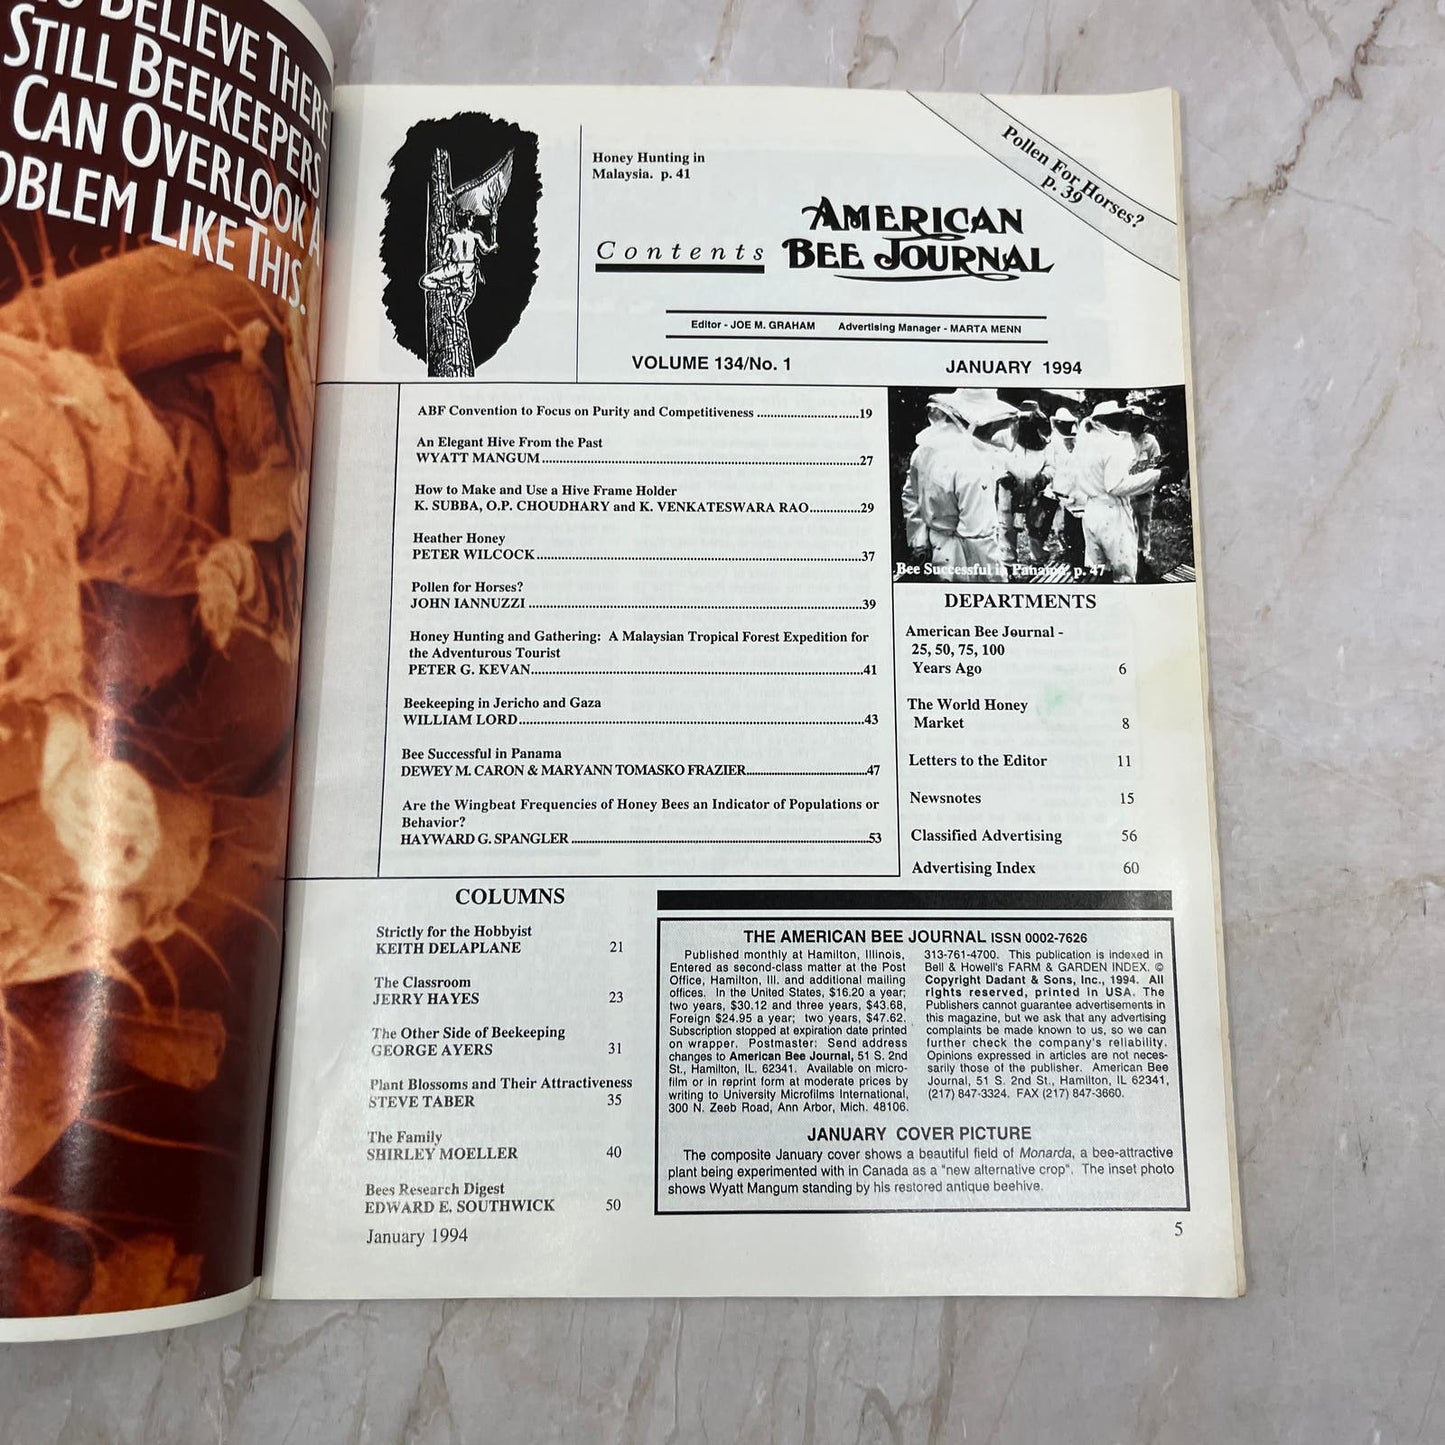 BELIEVE THERE
STILL BEEKEEPERS
CAN OVERLOOK A
OBLEM LIKE THIS.
Honey Hunting in
Malaysia. p. 41
Pollen For Horses?
p. 39
Contents
AMERICAN
BEE JOURNAL
Editor - JOE M. GRAHAM Advertising Manager - MARTA MENN
VOLUME 134/No. 1 JANUARY 1994
ABF Convention to Focus on Purity and Competitiveness ............................19
An Elegant Hive From the Past
WYATT MANGUM....................................................................27
How to Make and Use a Hive Frame Holder
K. SUBBA, O.P. CHOUDHARY and K. VENKATESWARA RAO..............29
Heather Honey
PETER WILCOCK....................................................................37
Pollen for Horses?
JOHN IANNUZZI ....................................................................39
Honey Hunting and Gathering: A Malaysian Tropical Forest Expedition for
the Adventurous Tourist
PETER G. KEVAN....................................................................41
Beekeeping in Jericho and Gaza
WILLIAM LORD....................................................................43
Bee Successful in Panama
DEWEY M. CARON & MARYANN TOMASKO FRAZIER..............................47
Are the Wingbeat Frequencies of Honey Bees an Indicator of Populations or
Behavior?
HAYWARD G. SPANGLER ....................................................................53
Bee Successful in Panama, p. 47
DEPARTMENTS
American Bee Journal -
25, 50, 75, 100
Years Ago 6
The World Honey
Market 8
Letters to the Editor 11
Newsnotes 15
Classified Advertising 56
Advertising Index 60
COLUMNS
Strictly for the Hobbyist
KEITH DELAPLANE 21
The Classroom
JERRY HAYES 23
The Other Side of Beekeeping
GEORGE AYERS 31
Plant Blossoms and Their Attractiveness
STEVE TABER 35
The Family
SHIRLEY MOELLER 40
Bees Research Digest
EDWARD E. SOUTHWICK 50
THE AMERICAN BEE JOURNAL ISSN 0002-7626
Published monthly at Hamilton, Illinois,
Entered as second-class matter at the Post
Office, Hamilton, Ill. and additional mailing
offices. In the United States, $16.20 a year;
two years, $30.12 and three years, $43.68,
Foreign $24.95 a year; two years, $47.62.
Subscription stopped at expiration date printed
on wrapper. Postmaster: Send address
changes to American Bee Journal, 51 S. 2nd
St., Hamilton, IL. 62341. Available on micro-
film or in reprint form at moderate prices by
writing to University Microfilms International,
300 N. Zeeb Road, Ann Arbor, Mich. 48106.
313-761-4700. This publication is indexed in
Bell & Howell's FARM & GARDEN INDEX. ©
Copyright Dadant & Sons, Inc., 1994. All
rights reserved, printed in USA. The
Publishers cannot guarantee advertisements in
this magazine, but we ask that any advertising
complaints be made known to us, so we can
further check the company's reliability.
Opinions expressed in articles are not neces-
sarily those of the publisher. American Bee
Journal, 51 S. 2nd St., Hamilton, IL 62341,
(217) 847-3324. FAX (217) 847-3660.
JANUARY COVER PICTURE
The composite January cover shows a beautiful field of Monarda, a bee-attractive
plant being experimented with in Canada as a "new alternative crop". The inset photo
shows Wyatt Mangum standing by his restored antique beehive.
January 1994 5